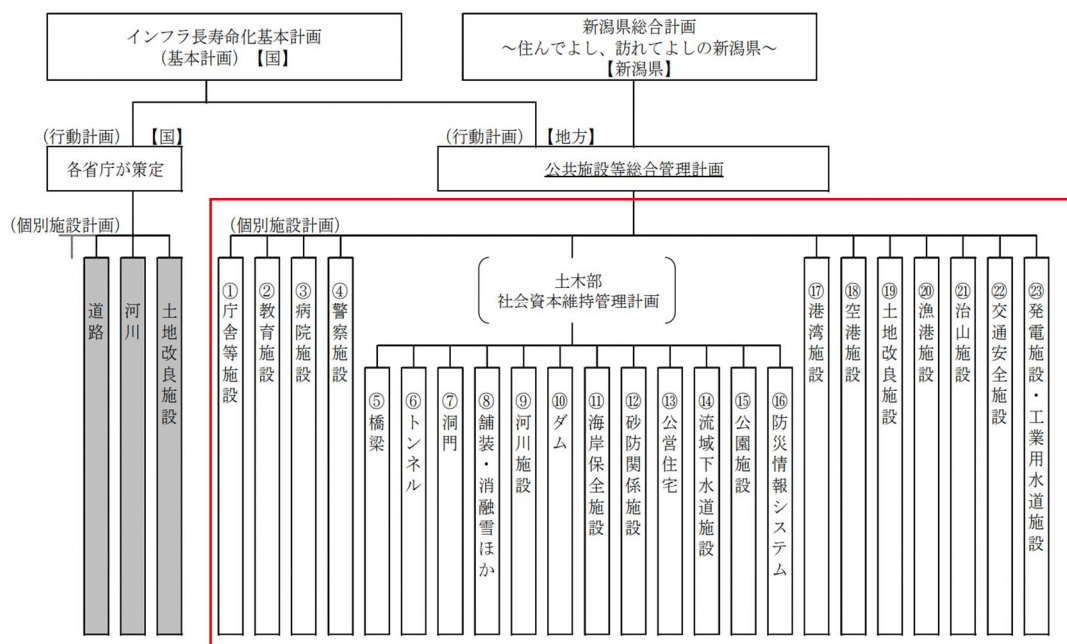 インフラ長寿命化基本計画
(基本計画)【国】
新潟県総合計画
～住んでよし、訪れてよしの新潟県～
【新潟県】
(行動計画) 【国】
各省庁が策定
(行動計画) 【地方】
公共施設等総合管理計画
(個別施設計画)
道路
河川
土地改良施設
(個別施設計画)
①庁舎等施設
②教育施設
③病院施設
④警察施設
土木部
社会資本維持管理計画
⑤橋梁
⑥トンネル
⑦洞門
⑧舗装・消融雪ほか
⑨河川施設
⑩ダム
⑪海岸保全施設
⑫砂防関係施設
⑬公営住宅
⑭流域下水道施設
⑮公園施設
⑯防災情報システム
⑰港湾施設
⑱空港施設
⑲土地改良施設
⑳漁港施設
㉑治山施設
㉒交通安全施設
㉓発電施設・工業用水道施設